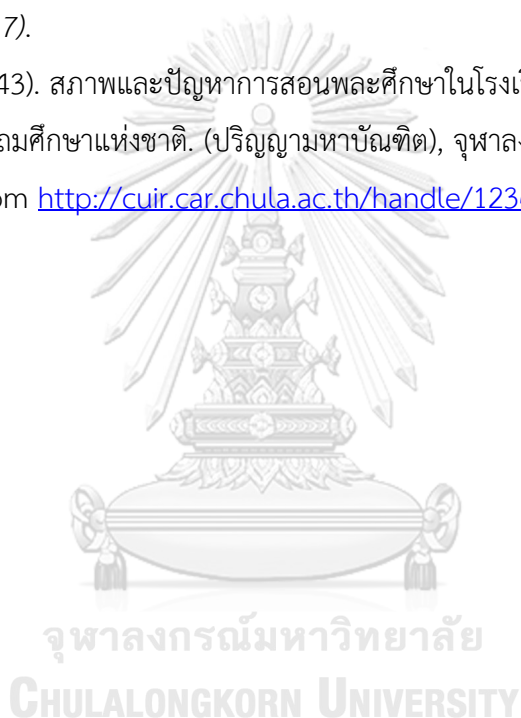 7).
43). สภาพและปัญหาการสอนพละศึกษาในโรงเรี
ถมศึกษาแห่งชาติ. (ปริญญามหาบัณฑิต), จุฬาลง
om http://cuir.car.chula.ac.th/handle/123
จุฬาลงกรณ์มหาวิทยาลัย
CHULALONGKORN UNIVERSITY